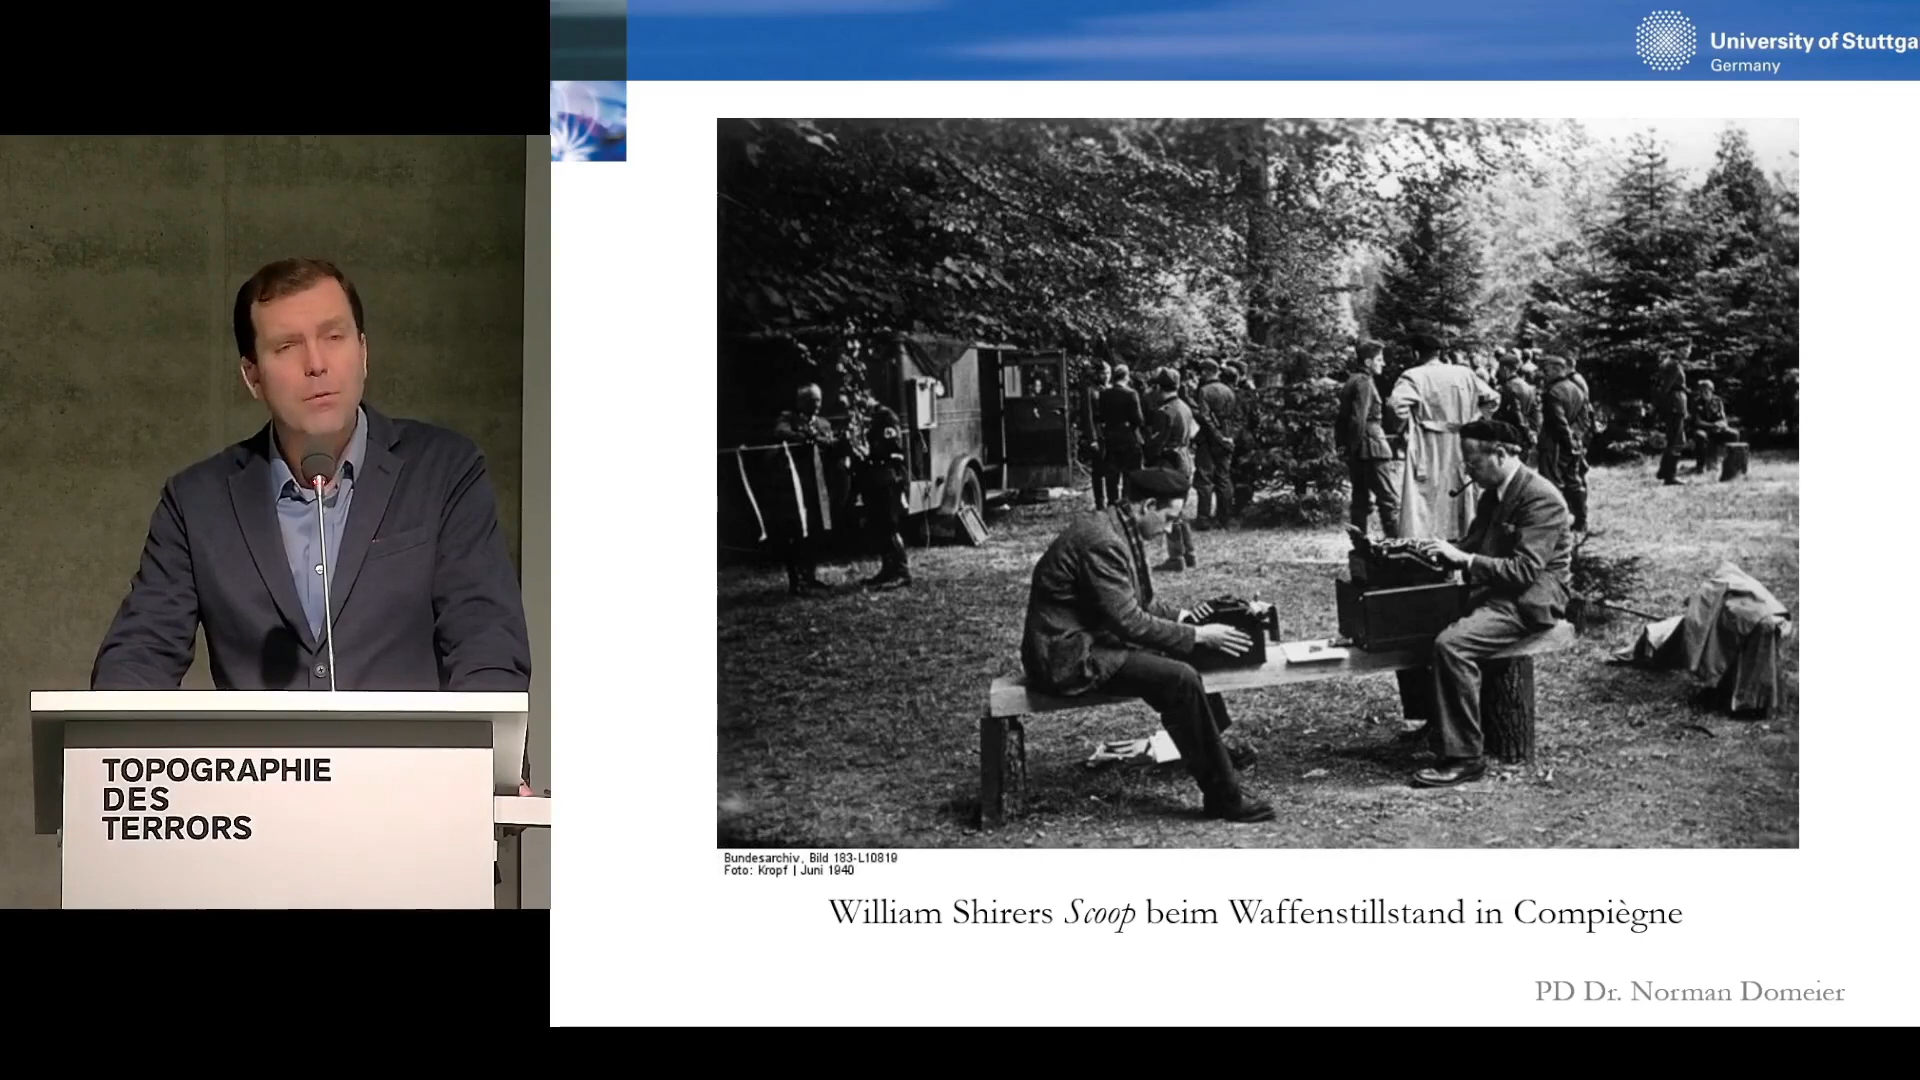 University of Stuttga
Germany
TOPOGRAPHIE
DES
TERRORS
Bundesarchiv, Bild 183-L10819
Foto: Kropf | Juni 1940
William Shirers Scoop beim Waffenstillstand in Compiègne
PD Dr. Norman Domeier